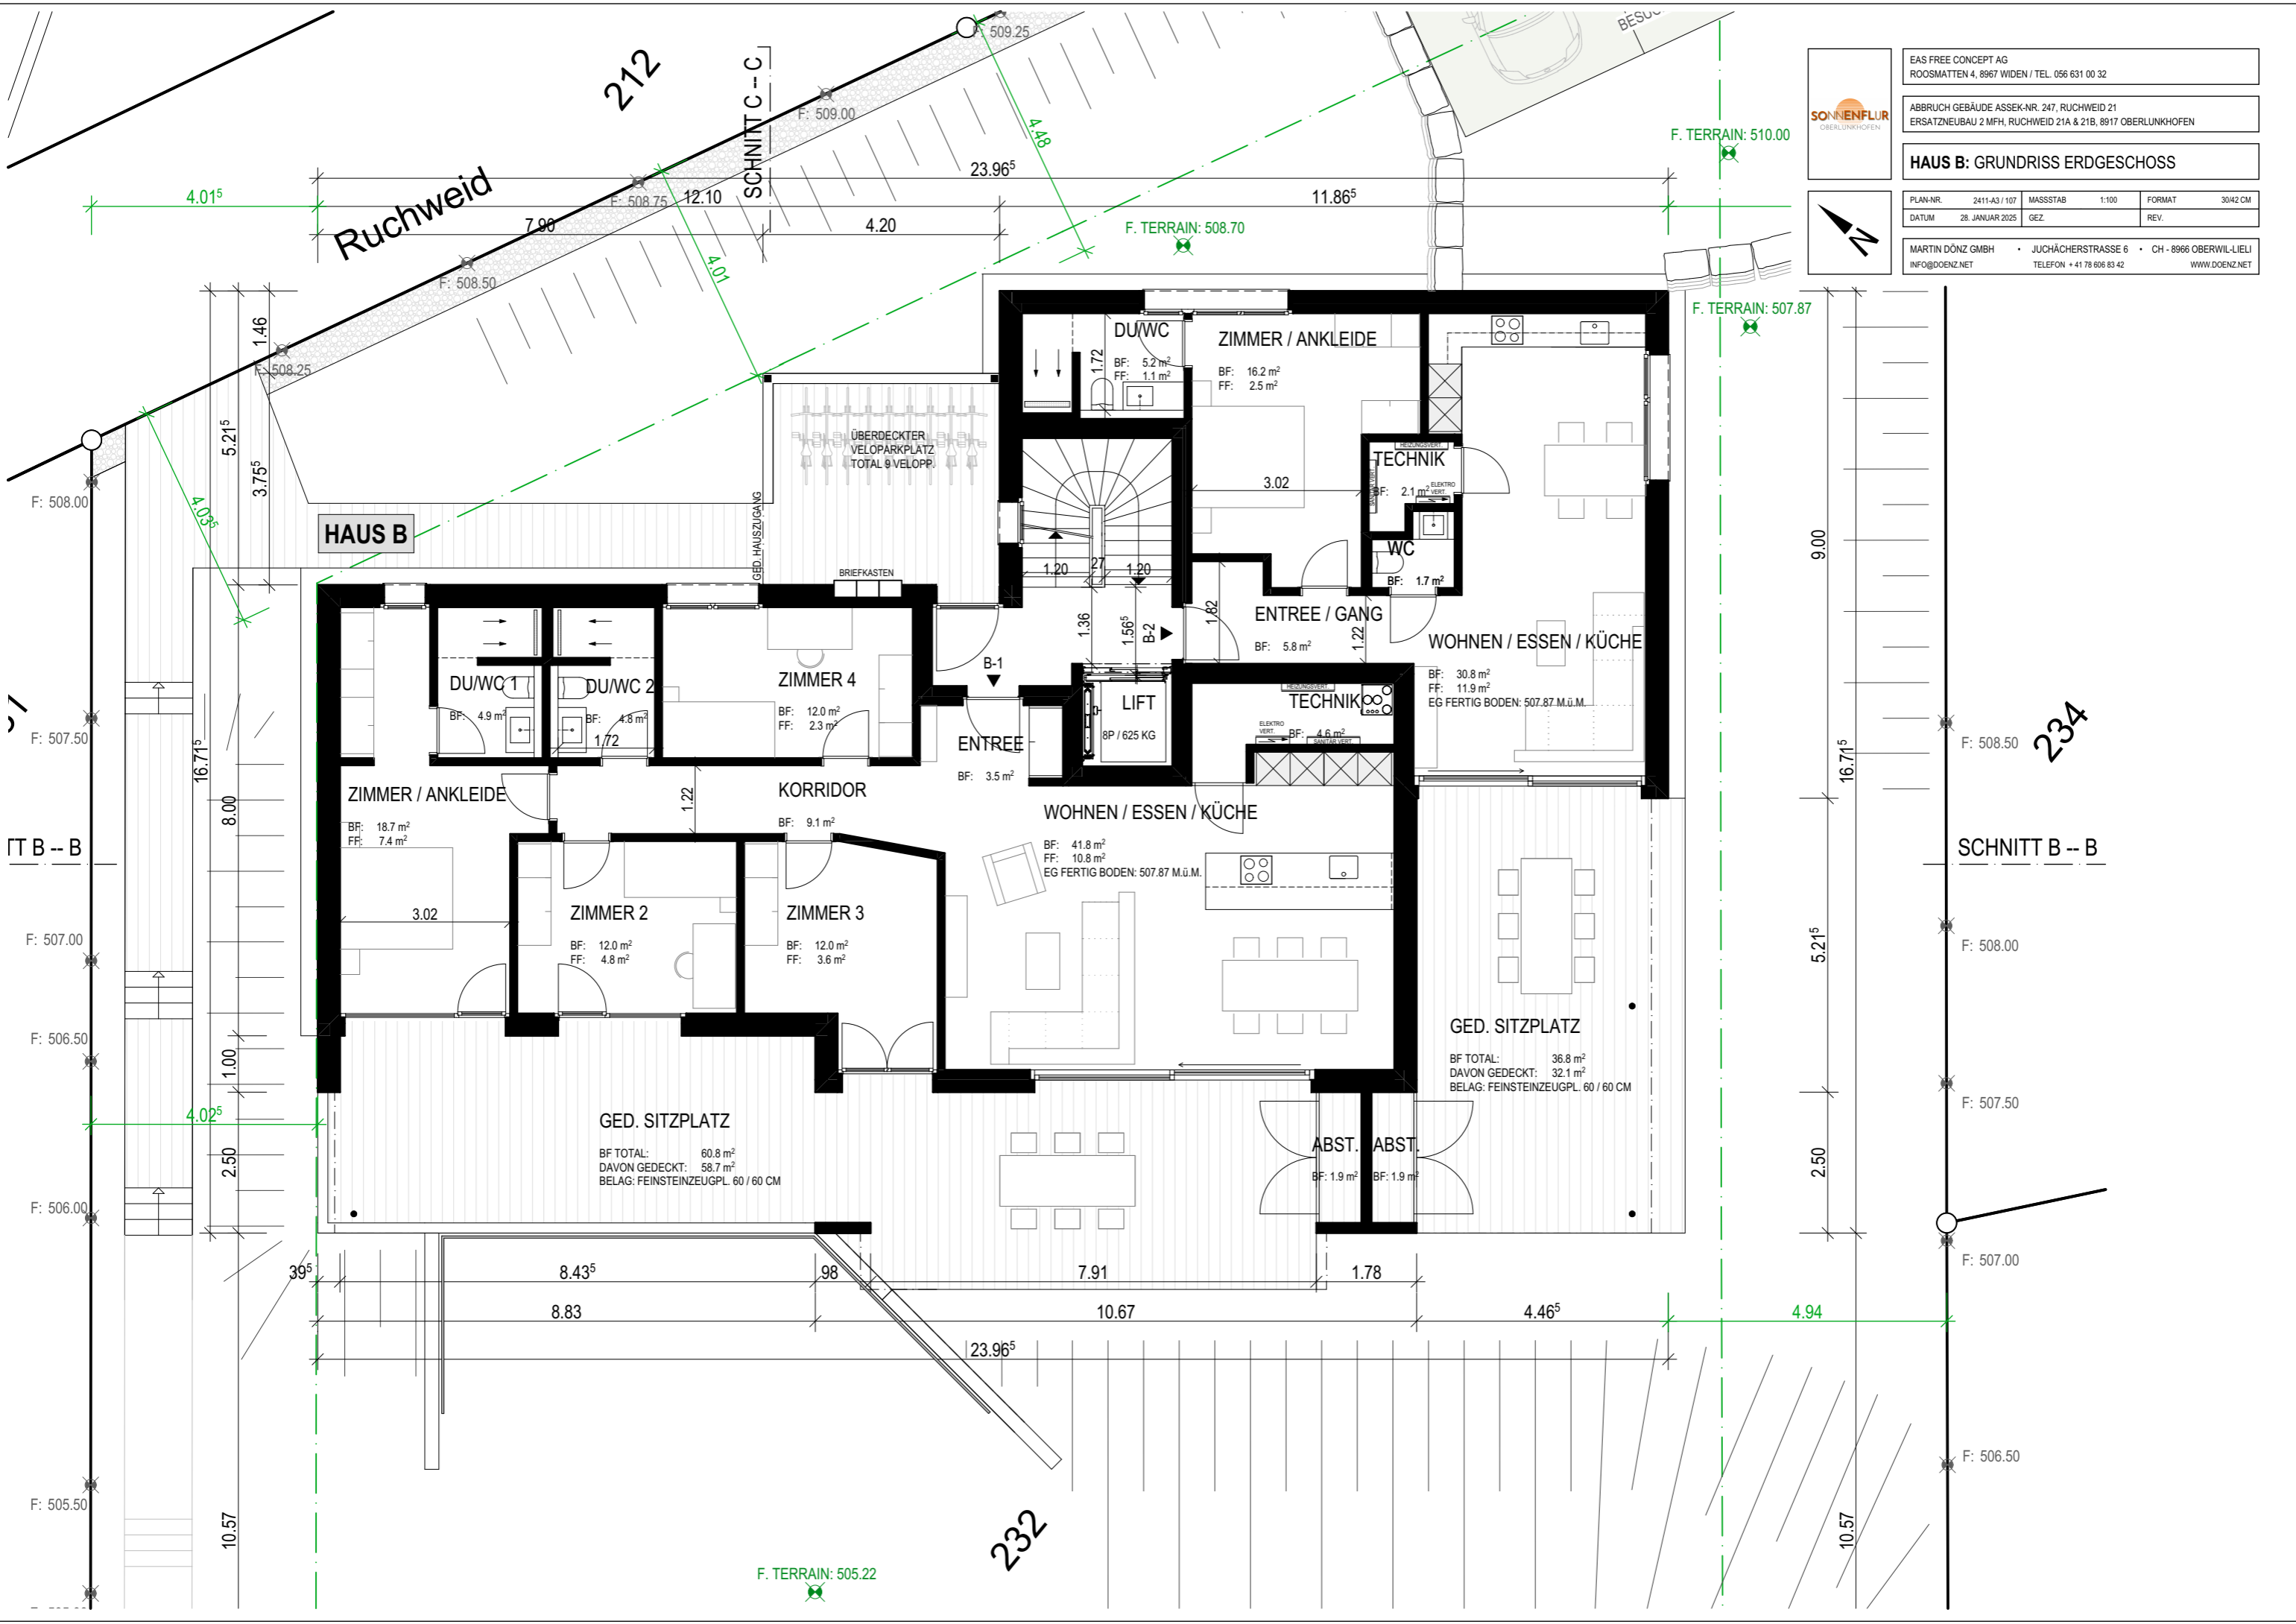 EAS FREE CONCEPT AG
ROOSMATTEN 4, 8967 WIDEN / TEL. 056 631 00 32
SONNENFLUR
OBERLUNKHOFEN
ABBRUCH GEBÄUDE ASSEK-NR. 247, RUCHWEID 21
ERSATZNEUBAU 2 MFH, RUCHWEID 21A & 21B, 8917 OBERLUNKHOFEN
HAUS B: GRUNDRISS ERDGESCHOSS
PLAN-NR. 2411-A3 / 107 MASSSTAB 1:100 FORMAT 30/42 CM
DATUM 28. JANUAR 2025 GEZ. REV.
MARTIN DÖNZ GMBH • JUCHÄCHERSTRASSE 6 • CH - 8966 OBERWIL-LIELI
INFO@DOENZ.NET TELEFON + 41 78 606 83 42 WWW.DOENZ.NET
N
F: 509.25
212
SCHNITT C -- C
F: 509.00
4.48
F. TERRAIN: 510.00
23.96⁵
4.01⁵
Ruchweid
F: 508.75
12.10
11.86⁵
7.90
4.20
F. TERRAIN: 508.70
4.01
F: 508.50
F. TERRAIN: 507.87
1.46
F: 508.25
5.21⁵
3.75⁵
4.03⁵
F: 508.00
HAUS B
GED. HAUSZUGANG
ÜBERDECKTER
VELOPARKPLATZ
TOTAL 9 VELOPP.
BRIEFKASTEN
DU/WC
BF: 5.2 m²
FF: 1.1 m²
1.72
ZIMMER / ANKLEIDE
BF: 16.2 m²
FF: 2.5 m²
3.02
HEIZUNGSVERT.
TECHNIK
BF: 2.1 m²
ELEKTRO
VERT.
SANITÄR VERT.
WC
BF: 1.7 m²
9.00
1.20
27
1.20
1.36
1.56⁵
B-2
1.82
ENTREE / GANG
BF: 5.8 m²
1.22
WOHNEN / ESSEN / KÜCHE
BF: 30.8 m²
FF: 11.9 m²
EG FERTIG BODEN: 507.87 M.ü.M.
B-1
DU/WC 1
BF: 4.9 m²
DU/WC 2
BF: 4.8 m²
1.72
ZIMMER 4
BF: 12.0 m²
FF: 2.3 m²
LIFT
8P / 625 KG
HEIZUNGSVERT.
TECHNIK
ELEKTRO
VERT.
BF: 4.6 m²
SANITÄR VERT.
ENTREE
BF: 3.5 m²
F: 507.50
16.71⁵
8.00
ZIMMER / ANKLEIDE
BF: 18.7 m²
FF: 7.4 m²
1.22
KORRIDOR
BF: 9.1 m²
WOHNEN / ESSEN / KÜCHE
BF: 41.8 m²
FF: 10.8 m²
EG FERTIG BODEN: 507.87 M.ü.M.
F: 508.50
234
16.71⁵
B -- B
SCHNITT B -- B
3.02
ZIMMER 2
BF: 12.0 m²
FF: 4.8 m²
ZIMMER 3
BF: 12.0 m²
FF: 3.6 m²
F: 507.00
5.21⁵
F: 508.00
F: 506.50
1.00
GED. SITZPLATZ
BF TOTAL: 36.8 m²
DAVON GEDECKT: 32.1 m²
BELAG: FEINSTEINZEUGPL. 60 / 60 CM
F: 507.50
4.02⁵
2.50
GED. SITZPLATZ
BF TOTAL: 60.8 m²
DAVON GEDECKT: 58.7 m²
BELAG: FEINSTEINZEUGPL. 60 / 60 CM
ABST.
BF: 1.9 m²
ABST.
BF: 1.9 m²
2.50
F: 506.00
F: 507.00
39⁵
8.43⁵
98
7.91
1.78
8.83
10.67
4.46⁵
4.94
23.96⁵
F: 506.50
F: 505.50
10.57
232
10.57
F. TERRAIN: 505.22